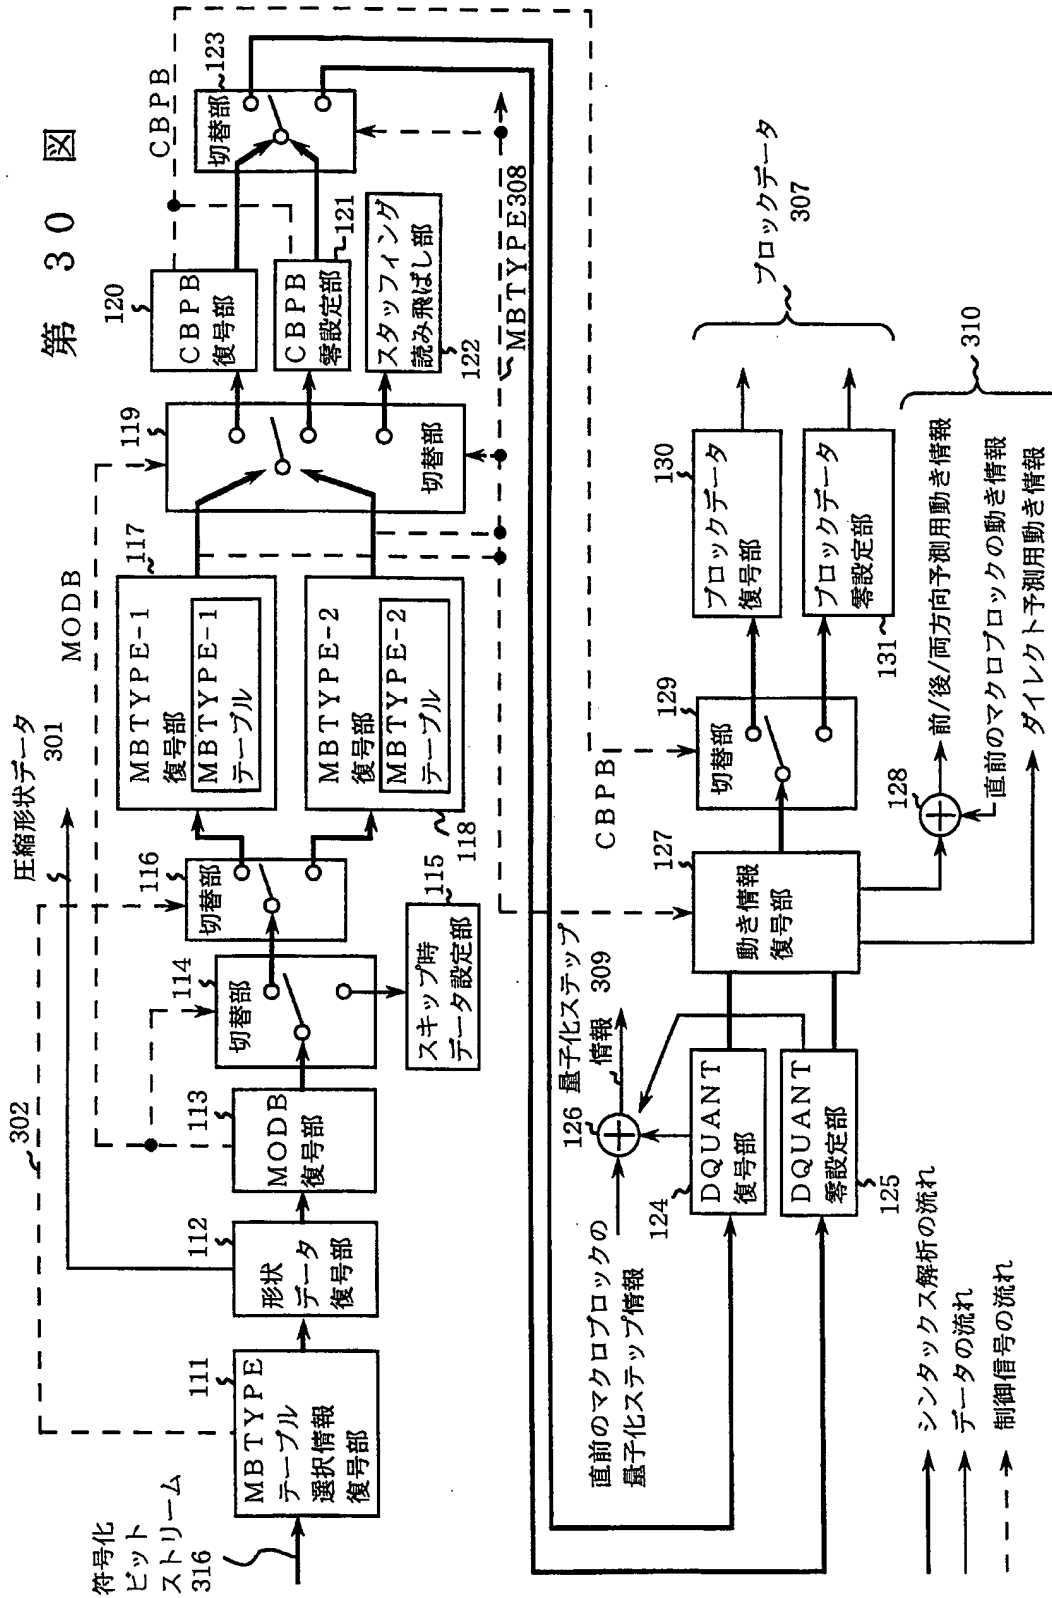 第 3 0 図
符号化
ビット
ストリーム
316
111
MBTYPE
テーブル
選択情報
復号部
302
112
形状
データ
復号部
圧縮形状データ
301
113
MODB
復号部
MODB
114
切替部
115
スキップ時
データ設定部
116
切替部
117
MBTYPE-1
復号部
MBTYPE-1
テーブル
MBTYPE-2
復号部
MBTYPE-2
テーブル
118
119
切替部
120
CBPB
復号部
CBPB
零設定部
121
スタッフィング
読み飛ばし部
122
CBPB
123
切替部
MBTYPE308
直前のマクロブロックの
量子化ステップ情報
126
量子化ステップ
情報 309
124
DQUANT
復号部
DQUANT
零設定部
125
127
動き情報
復号部
CBPB
128
129
切替部
130
ブロックデータ
復号部
ブロックデータ
零設定部
131
ブロックデータ
307
310
前/後/両方向予測用動き情報
直前のマクロブロックの動き情報
ダイレクト予測用動き情報
シンタックス解析の流れ
データの流れ
制御信号の流れ